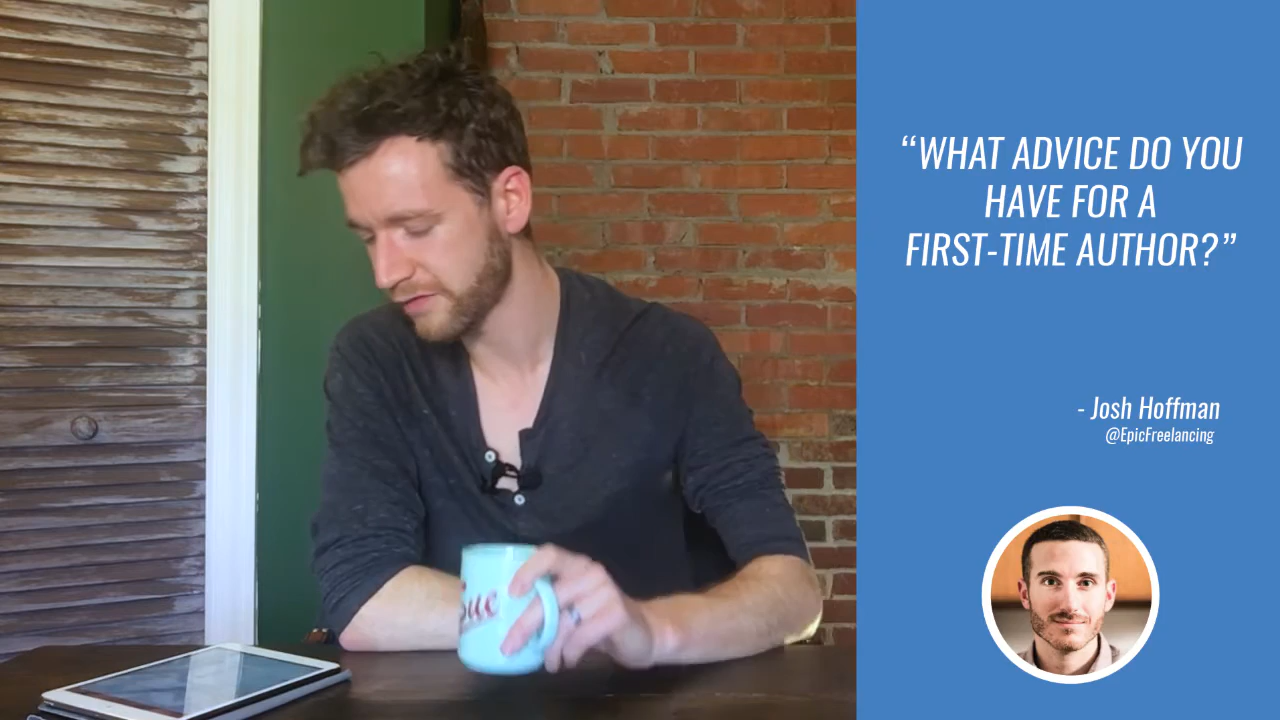 “WHAT ADVICE DO YOU
HAVE FOR A
FIRST-TIME AUTHOR?”
- Josh Hoffman
@EpicFreelancing